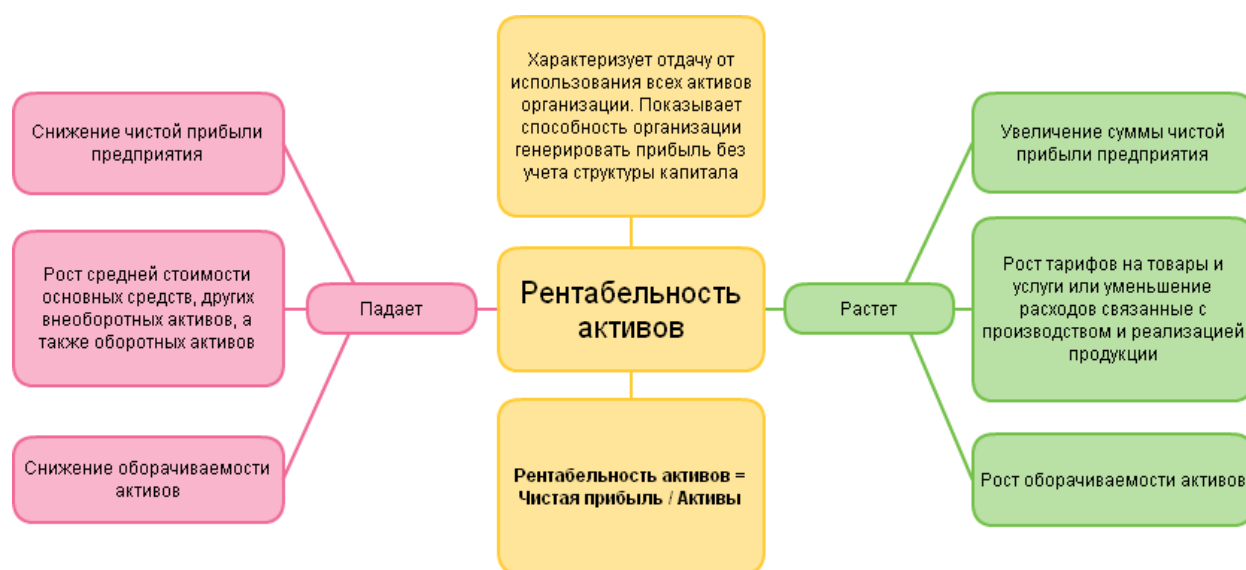 Характеризует отдачу от
использования всех активов
организации. Показывает
способность организации
генерировать прибыль без
учета структуры капитала
Снижение чистой прибыли
предприятия
Рост средней стоимости
основных средств, других
внеоборотных активов, а
также оборотных активов
Снижение оборачиваемости
активов
Падает
Рентабельность
активов
Рентабельность активов =
Чистая прибыль / Активы
Растет
Увеличение суммы чистой
прибыли предприятия
Рост тарифов на товары и
услуги или уменьшение
расходов связанные с
производством и реализацией
продукции
Рост оборачиваемости активов